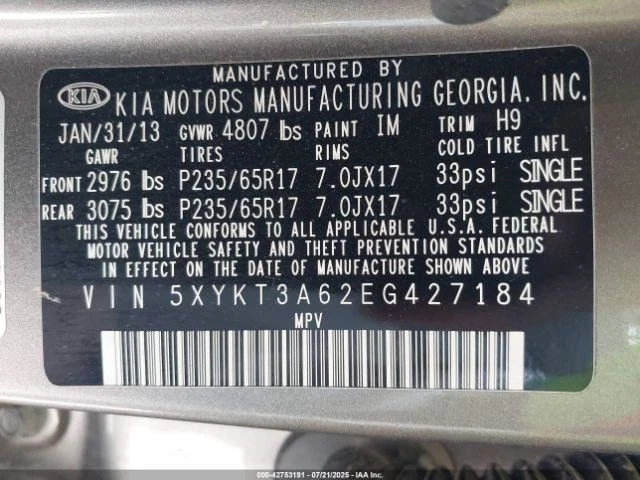 MANUFACTURED BY
KIA KIA MOTORS MANUFACTURING GEORGIA, INC.
JAN/31/13 GVWR 4807 lbs PAINT IM TRIM H9
GAWR TIRES RIMS COLD TIRE INFL
FRONT 2976 lbs P235/65R17 7.0JX17 33psi SINGLE
REAR 3075 lbs P235/65R17 7.0JX17 33psi SINGLE
THIS VEHICLE CONFORMS TO ALL APPLICABLE U.S.A. FEDERAL
MOTOR VEHICLE SAFETY AND THEFT PREVENTION STANDARDS
IN EFFECT ON THE DATE OF MANUFACTURE SHOWN ABOVE
VIN 5XYKT3A62EG427184
MPV
000-42753191 07/21/2025 IAAI.COM